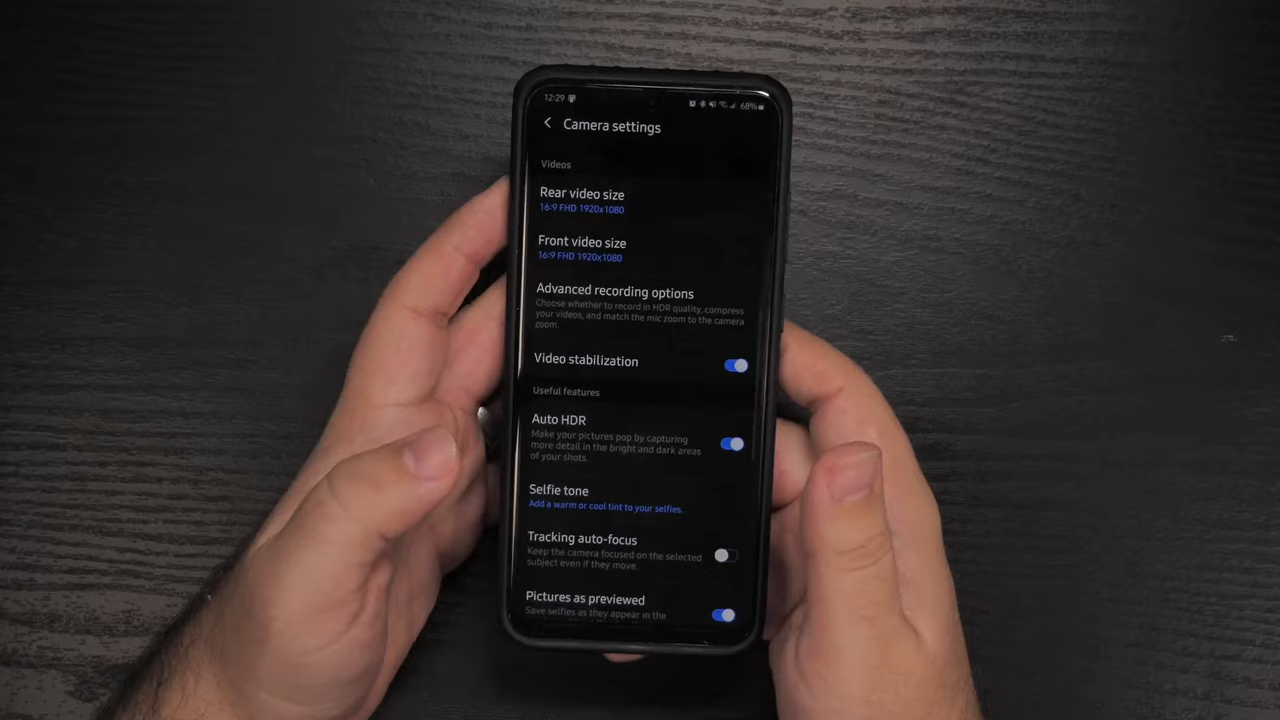 12:29
68%
Camera settings
Videos
Rear video size
16:9 FHD 1920x1080
Front video size
16:9 FHD 1920x1080
Advanced recording options
Choose whether to record in HDR quality, compress
your videos, and match the mic zoom to the camera
zoom.
Video stabilization
Useful features
Auto HDR
Make your pictures pop by capturing
more detail in the bright and dark areas
of your shots.
Selfie tone
Add a warm or cool tint to your selfies.
Tracking auto-focus
Keep the camera focused on the selected
subject even if they move.
Pictures as previewed
Save selfies as they appear in the